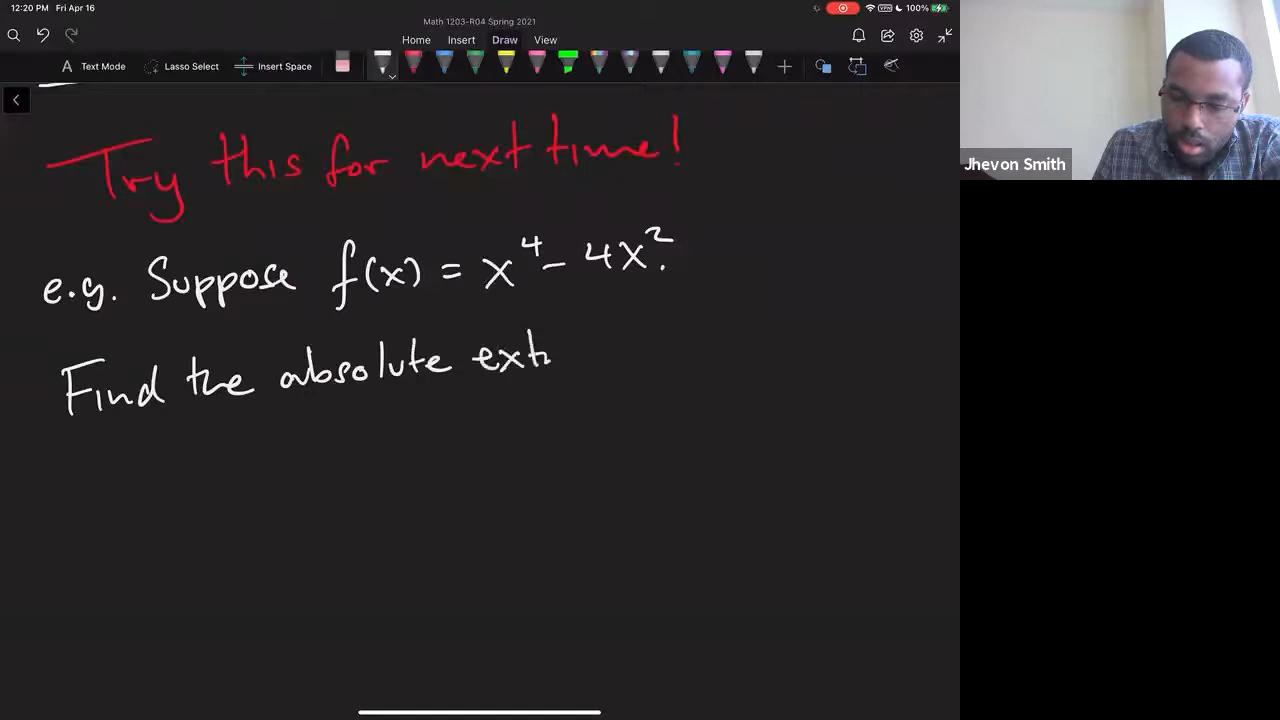 12:20 PM Fri Apr 16
100%
Math 1203-R04 Spring 2021
Home Insert Draw View
Text Mode Lasso Select Insert Space
Try this for next time!
e.g. Suppose f(x) = x⁴ - 4x².
Find the absolute ext
Jhevon Smith